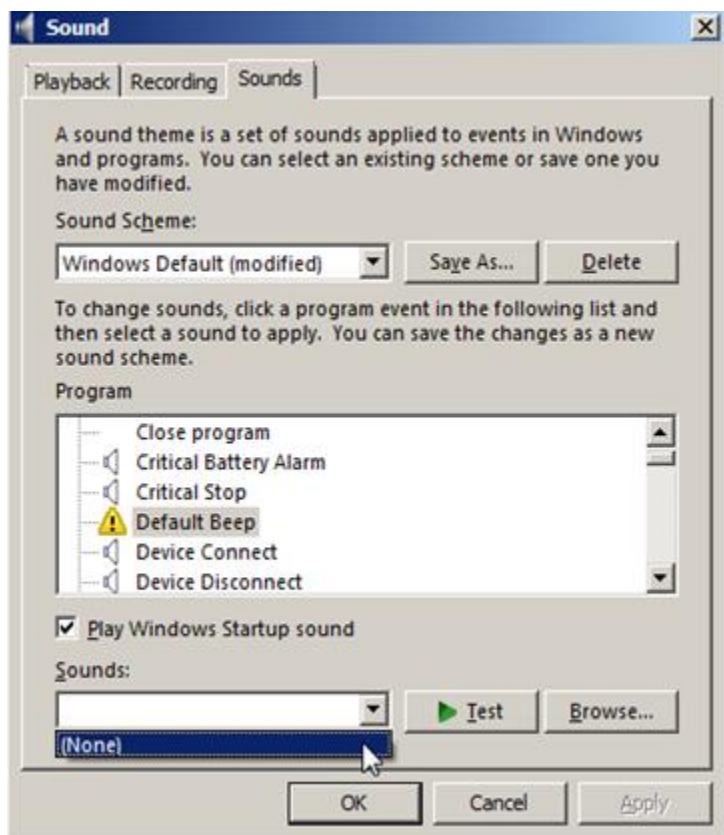 Sound
Playback
Recording
Sounds
A sound theme is a set of sounds applied to events in Windows
and programs. You can select an existing scheme or save one you
have modified.
Sound Scheme:
Windows Default (modified)
Save As...
Delete
To change sounds, click a program event in the following list and
then select a sound to apply. You can save the changes as a new
sound scheme.
Program
Close program
Critical Battery Alarm
Critical Stop
Default Beep
Device Connect
Device Disconnect
Play Windows Startup sound
Sounds:
Test
Browse...
(None)
OK
Cancel
Apply